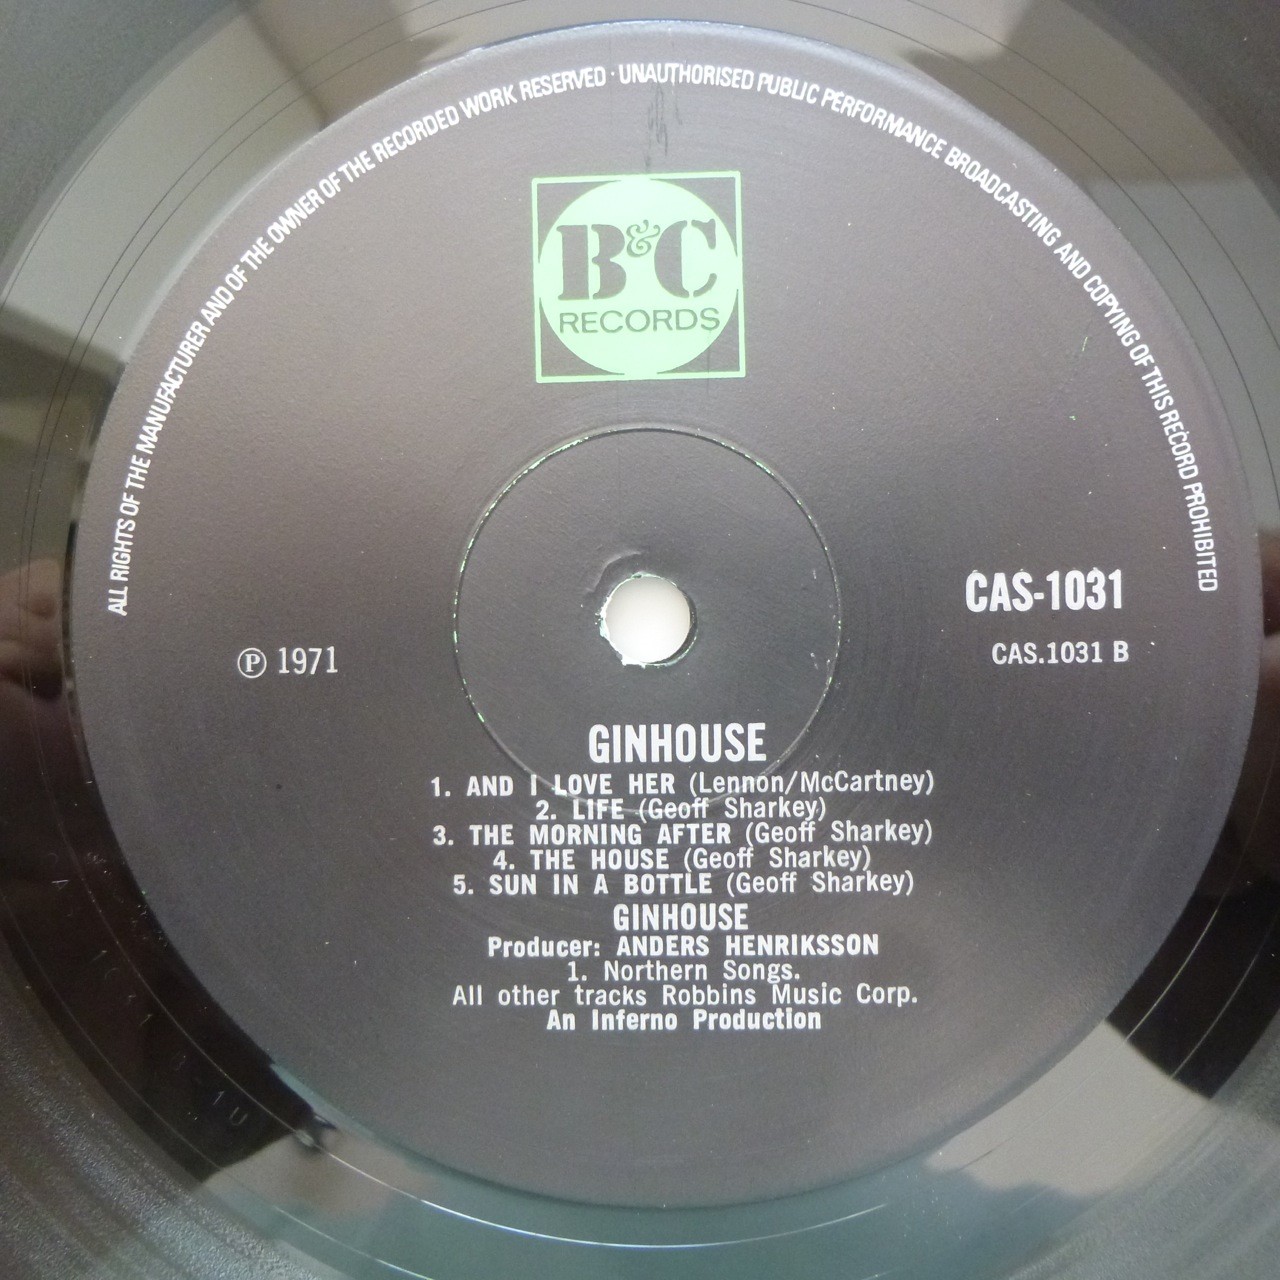 ALL RIGHTS OF THE MANUFACTURER AND OF THE OWNER OF THE RECORDED WORK RESERVED · UNAUTHORISED PUBLIC PERFORMANCE BROADCASTING AND COPYING OF THIS RECORD PROHIBITED
B&C
RECORDS
CAS-1031
CAS.1031 B
℗ 1971
GINHOUSE
1. AND I LOVE HER (Lennon/McCartney)
2. LIFE (Geoff Sharkey)
3. THE MORNING AFTER (Geoff Sharkey)
4. THE HOUSE (Geoff Sharkey)
5. SUN IN A BOTTLE (Geoff Sharkey)
GINHOUSE
Producer: ANDERS HENRIKSSON
1. Northern Songs.
All other tracks Robbins Music Corp.
An Inferno Production